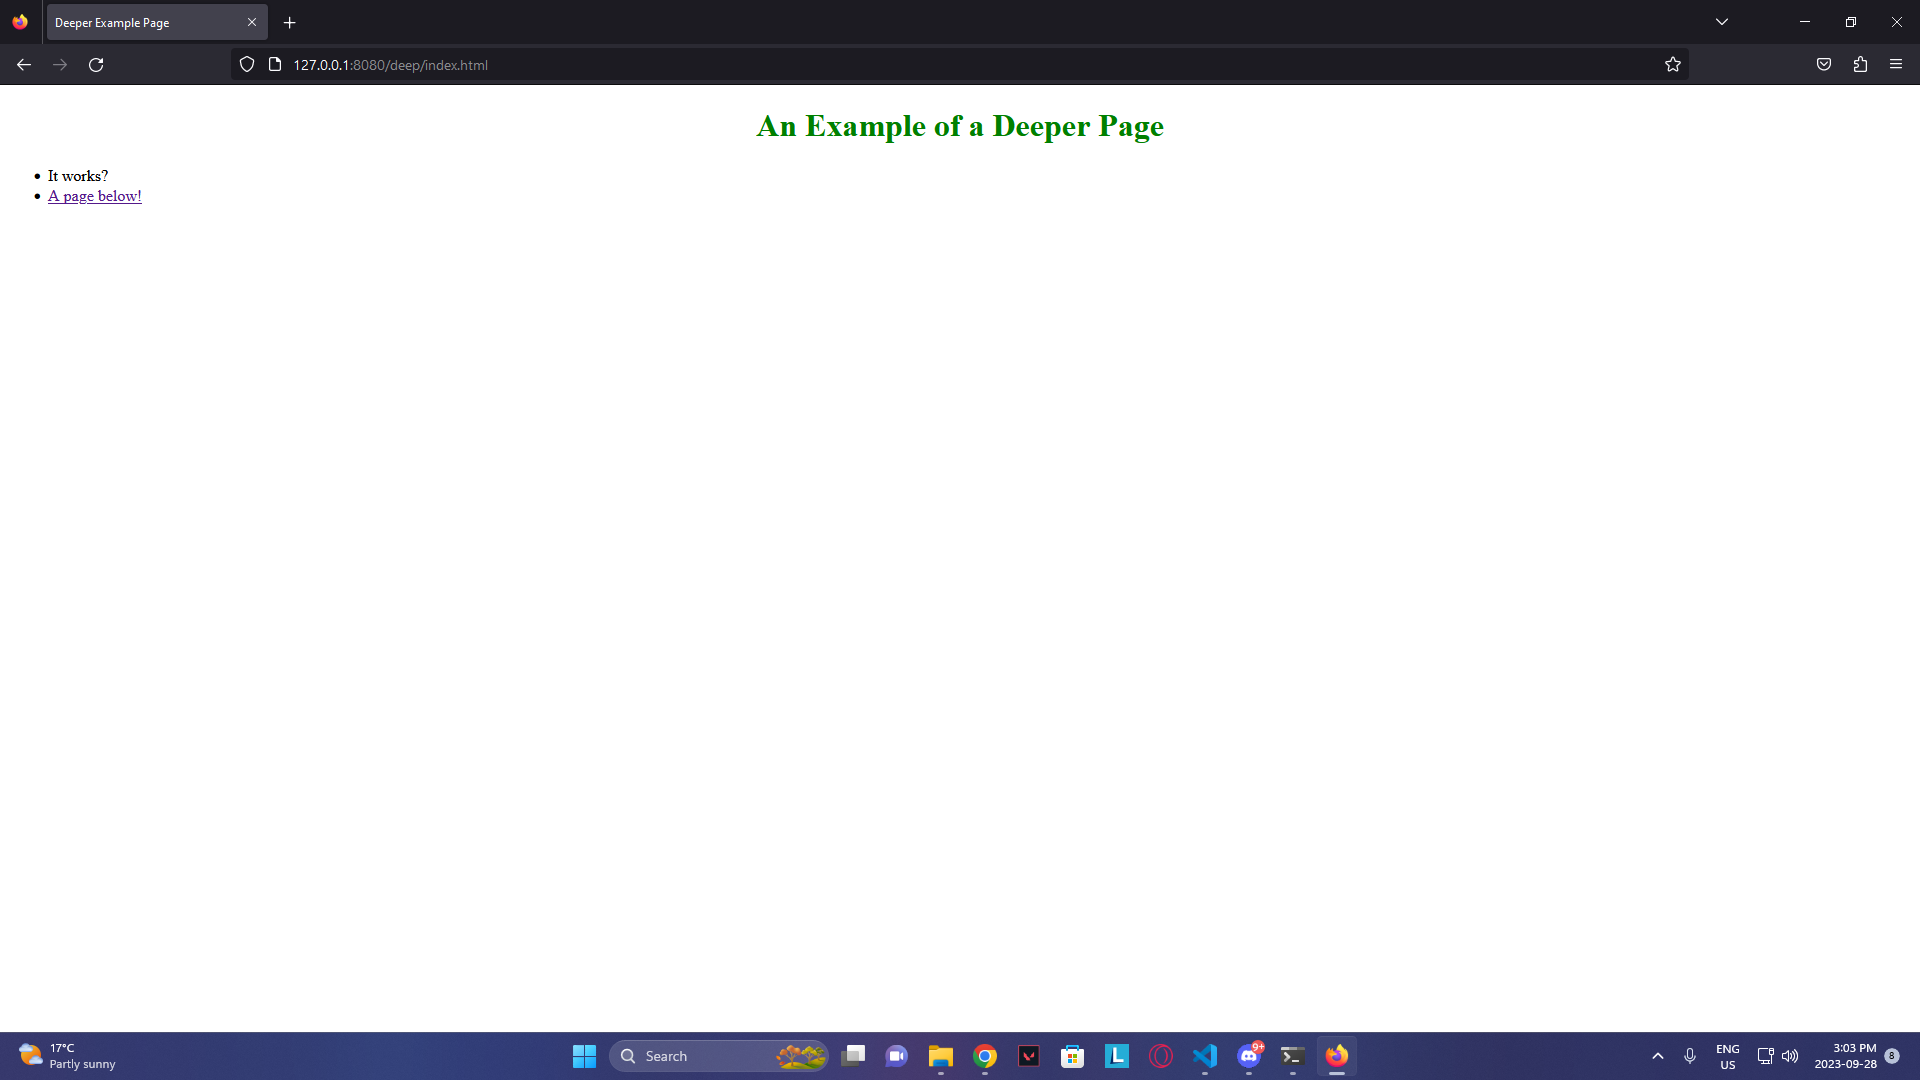 Deeper Example Page
127.0.0.1:8080/deep/index.html
An Example of a Deeper Page
It works?
A page below!
17°C
Partly sunny
Search
L
9+
ENG
US
3:03 PM
2023-09-28
8